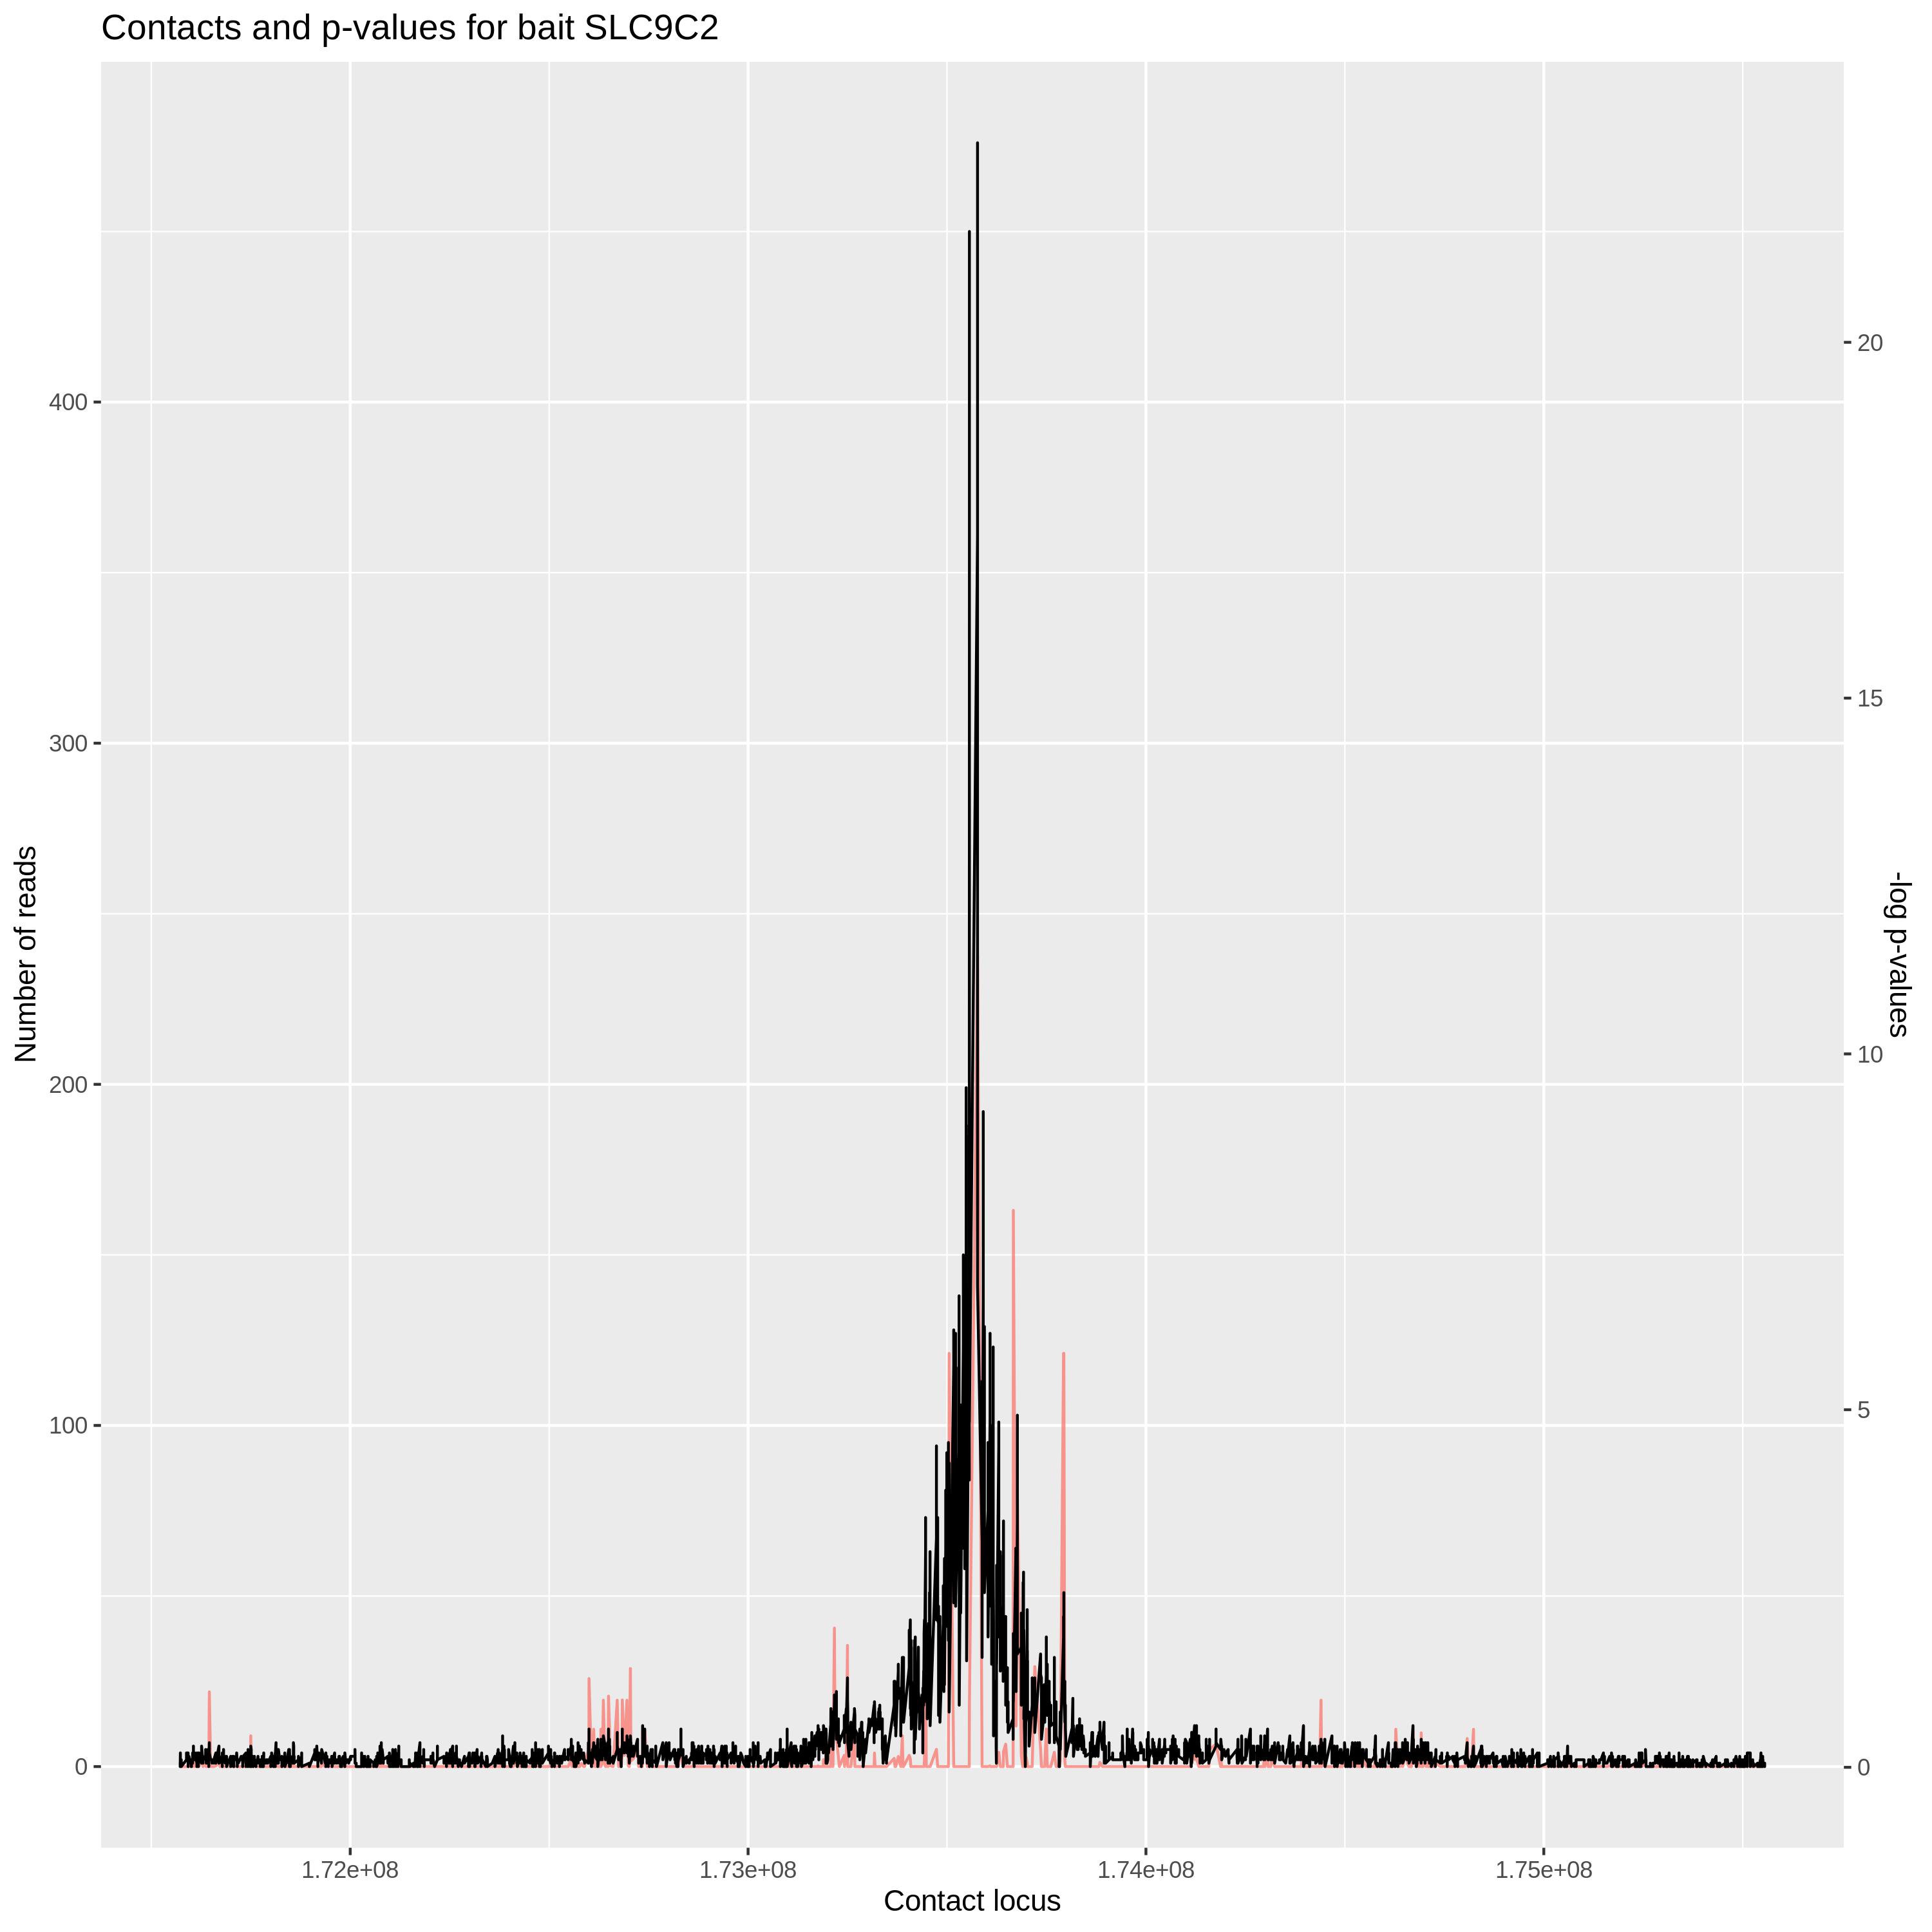 Contacts and p-values for bait SLC9C2
Number of reads
400
300
200
100
0
20
15
10
5
0
-log p-values
1.72e+08 1.73e+08 1.74e+08 1.75e+08
Contact locus